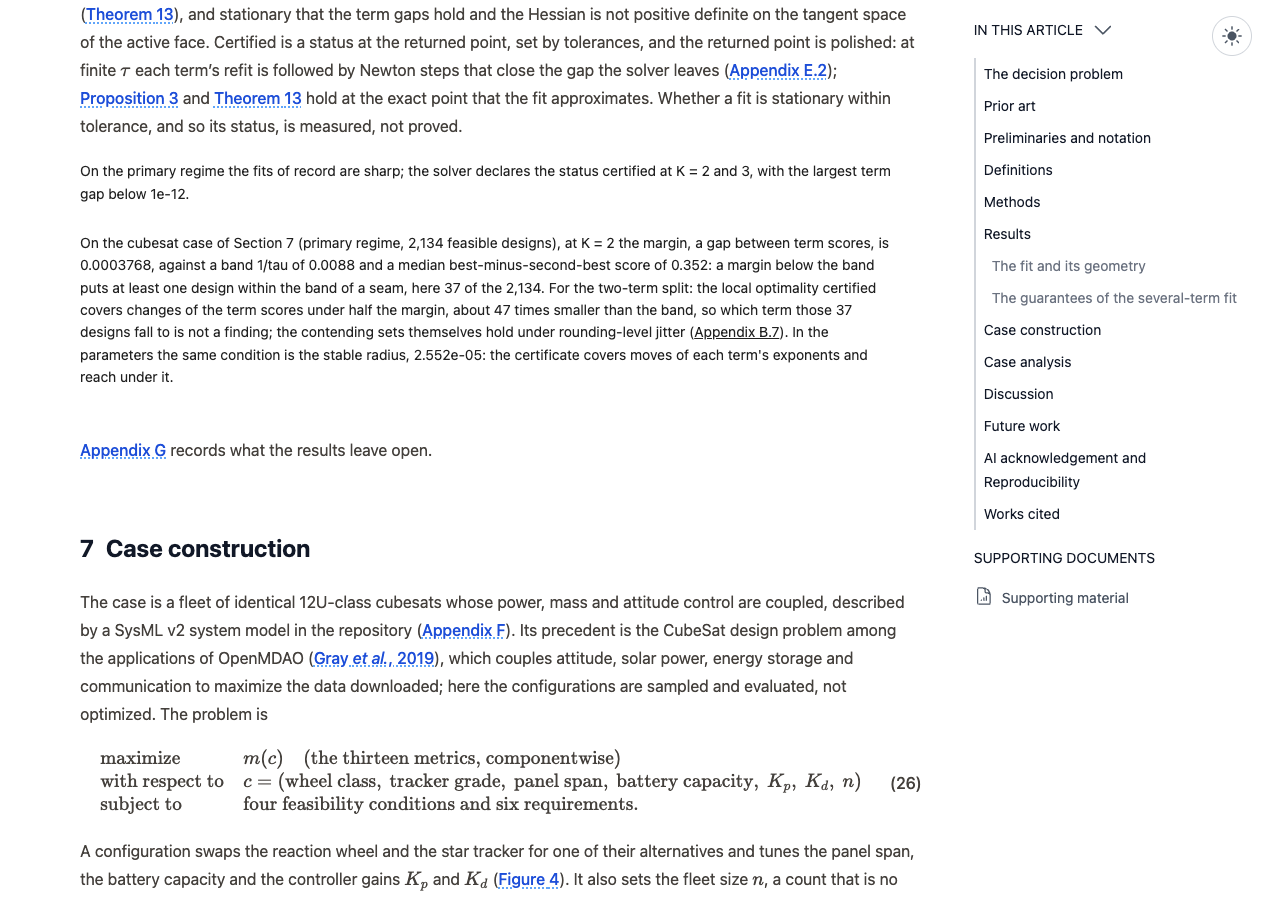 (Theorem 13), and stationary that the term gaps hold and the Hessian is not positive definite on the tangent space
of the active face. Certified is a status at the returned point, set by tolerances, and the returned point is polished: at
finite τ each term's refit is followed by Newton steps that close the gap the solver leaves (Appendix E.2);
Proposition 3 and Theorem 13 hold at the exact point that the fit approximates. Whether a fit is stationary within
tolerance, and so its status, is measured, not proved.
On the primary regime the fits of record are sharp; the solver declares the status certified at K = 2 and 3, with the largest term
gap below 1e-12.
On the cubesat case of Section 7 (primary regime, 2,134 feasible designs), at K = 2 the margin, a gap between term scores, is
0.0003768, against a band 1/tau of 0.0088 and a median best-minus-second-best score of 0.352: a margin below the band
puts at least one design within the band of a seam, here 37 of the 2,134. For the two-term split: the local optimality certified
covers changes of the term scores under half the margin, about 47 times smaller than the band, so which term those 37
designs fall to is not a finding; the contending sets themselves hold under rounding-level jitter (Appendix B.7). In the
parameters the same condition is the stable radius, 2.552e-05: the certificate covers moves of each term's exponents and
reach under it.
Appendix G records what the results leave open.
7 Case construction
The case is a fleet of identical 12U-class cubesats whose power, mass and attitude control are coupled, described
by a SysML v2 system model in the repository (Appendix F). Its precedent is the CubeSat design problem among
the applications of OpenMDAO (Gray et al., 2019), which couples attitude, solar power, energy storage and
communication to maximize the data downloaded; here the configurations are sampled and evaluated, not
optimized. The problem is
maximize m(c) (the thirteen metrics, componentwise)
with respect to c = (wheel class, tracker grade, panel span, battery capacity, K_p, K_d, n) (26)
subject to four feasibility conditions and six requirements.
A configuration swaps the reaction wheel and the star tracker for one of their alternatives and tunes the panel span,
the battery capacity and the controller gains K_p and K_d (Figure 4). It also sets the fleet size n, a count that is no
IN THIS ARTICLE
The decision problem
Prior art
Preliminaries and notation
Definitions
Methods
Results
The fit and its geometry
The guarantees of the several-term fit
Case construction
Case analysis
Discussion
Future work
AI acknowledgement and
Reproducibility
Works cited
SUPPORTING DOCUMENTS
Supporting material